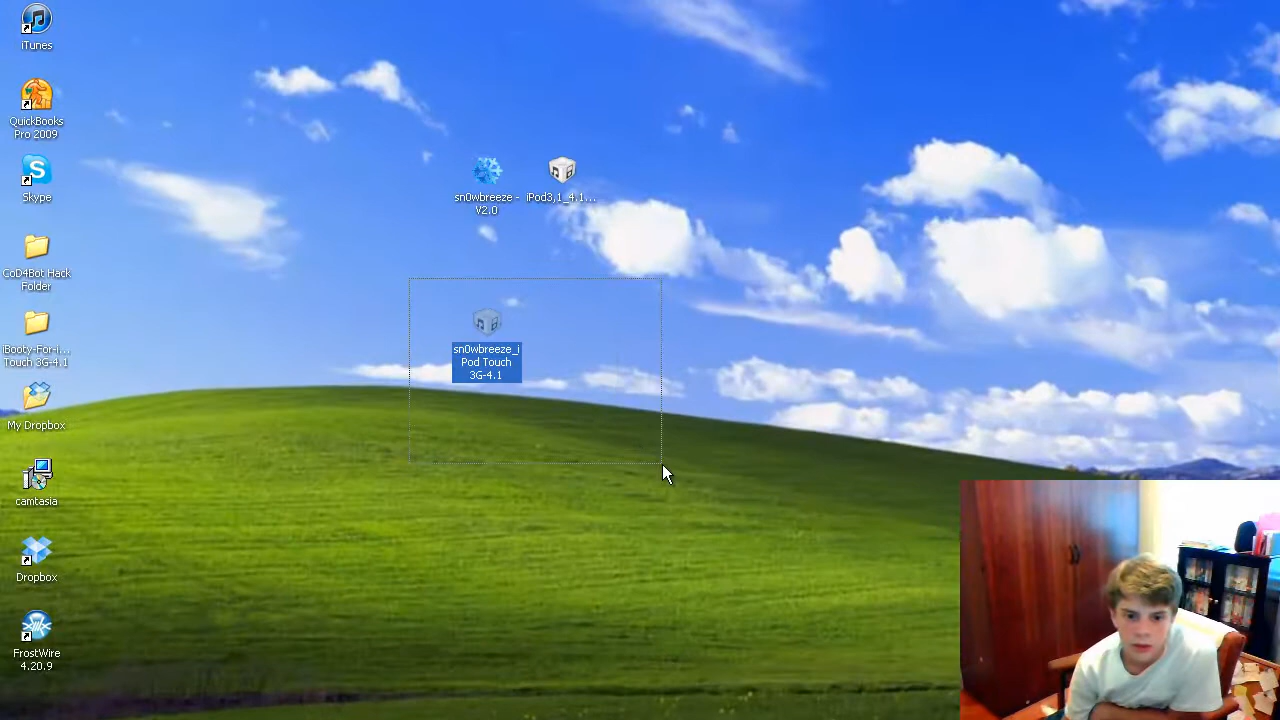 iTunes
QuickBooks
Pro 2009
Skype
CoD4Bot Hack
Folder
iBooty-For-i...
Touch 3G-4.1
My Dropbox
camtasia
Dropbox
FrostWire
4.20.9
sn0wbreeze -
V2.0
iPod3,1_4.1...
sn0wbreeze_i
Pod Touch
3G-4.1